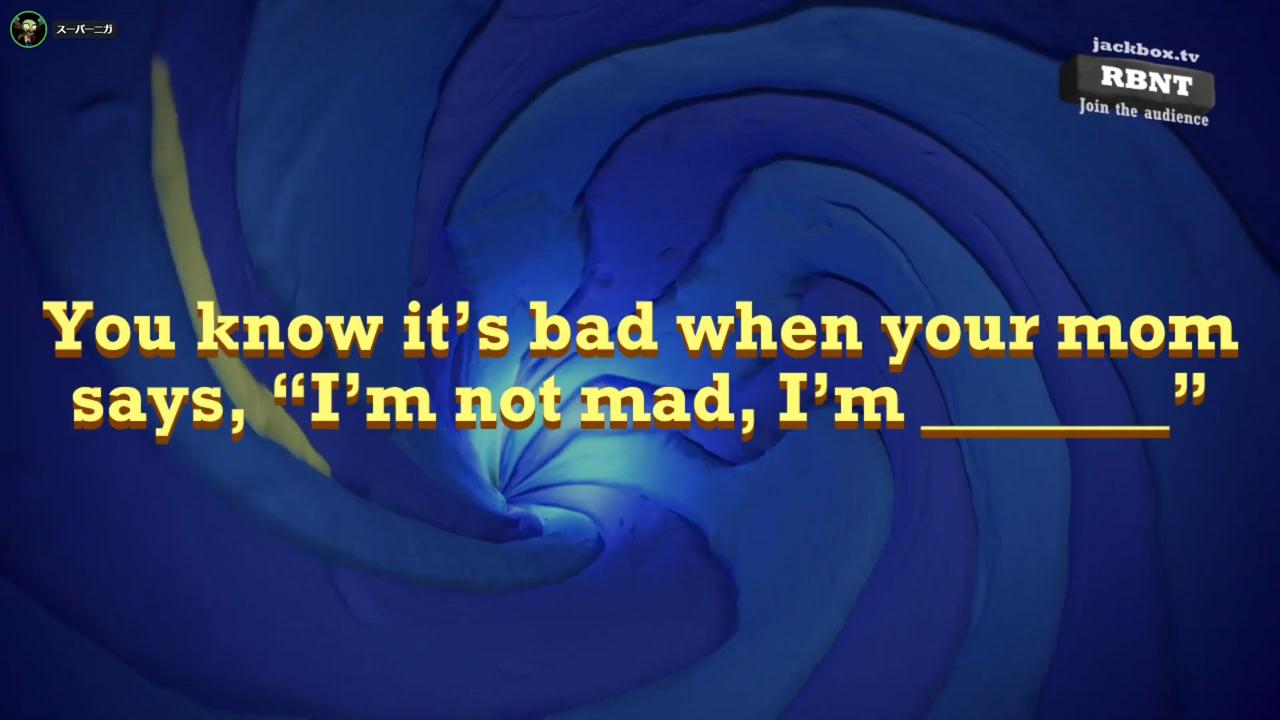 スーパーニガ
jackbox.tv
RBNT
Join the audience
You know it’s bad when your mom
says, “I’m not mad, I’m ________”